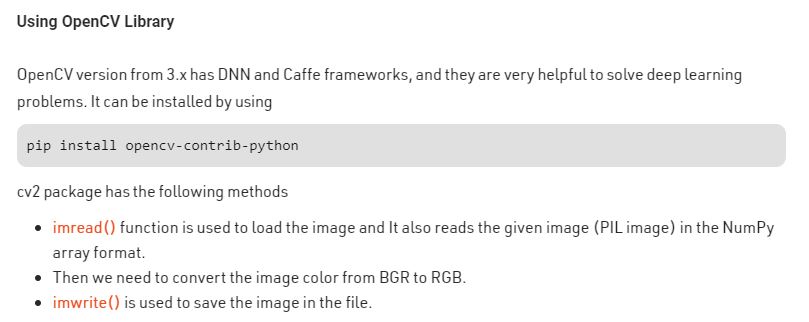 Using OpenCV Library
OpenCV version from 3.x has DNN and Caffe frameworks, and they are very helpful to solve deep learning
problems. It can be installed by using
pip install opencv-contrib-python
cv2 package has the following methods
• imread() function is used to load the image and It also reads the given image (PIL image) in the NumPy
array format.
• Then we need to convert the image color from BGR to RGB.
• imwrite() is used to save the image in the file.